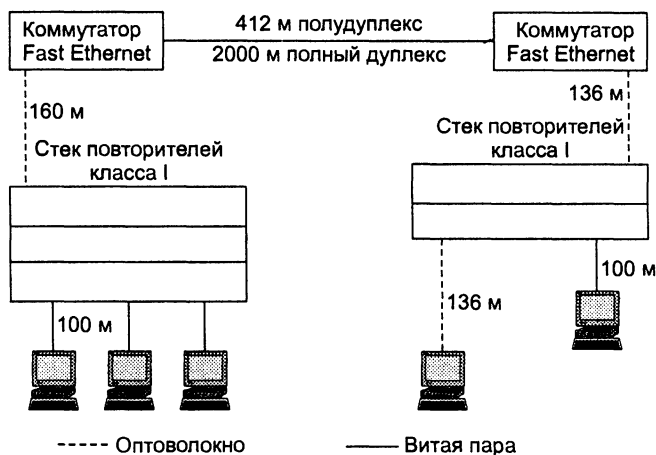 Коммутатор
Fast Ethernet
412 м полудуплекс
2000 м полный дуплекс
Коммутатор
Fast Ethernet
160 м
136 м
Стек повторителей
класса I
Стек повторителей
класса I
100 м
136 м
100 м
Оптоволокно
Витая пара